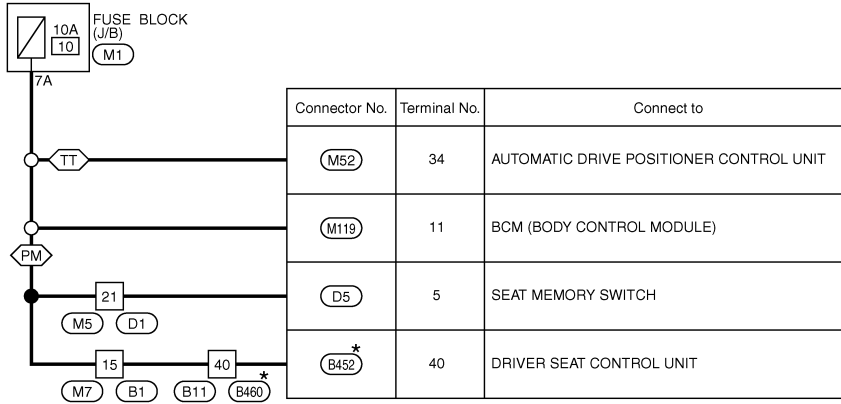 FUSE BLOCK
(J/B)
10A
10
M1
7A
Connector No. Terminal No. Connect to
TT M52 34 AUTOMATIC DRIVE POSITIONER CONTROL UNIT
M119 11 BCM (BODY CONTROL MODULE)
PM
21 D5 5 SEAT MEMORY SWITCH
M5 D1
15 40 B452* 40 DRIVER SEAT CONTROL UNIT
M7 B1 B11 B460*